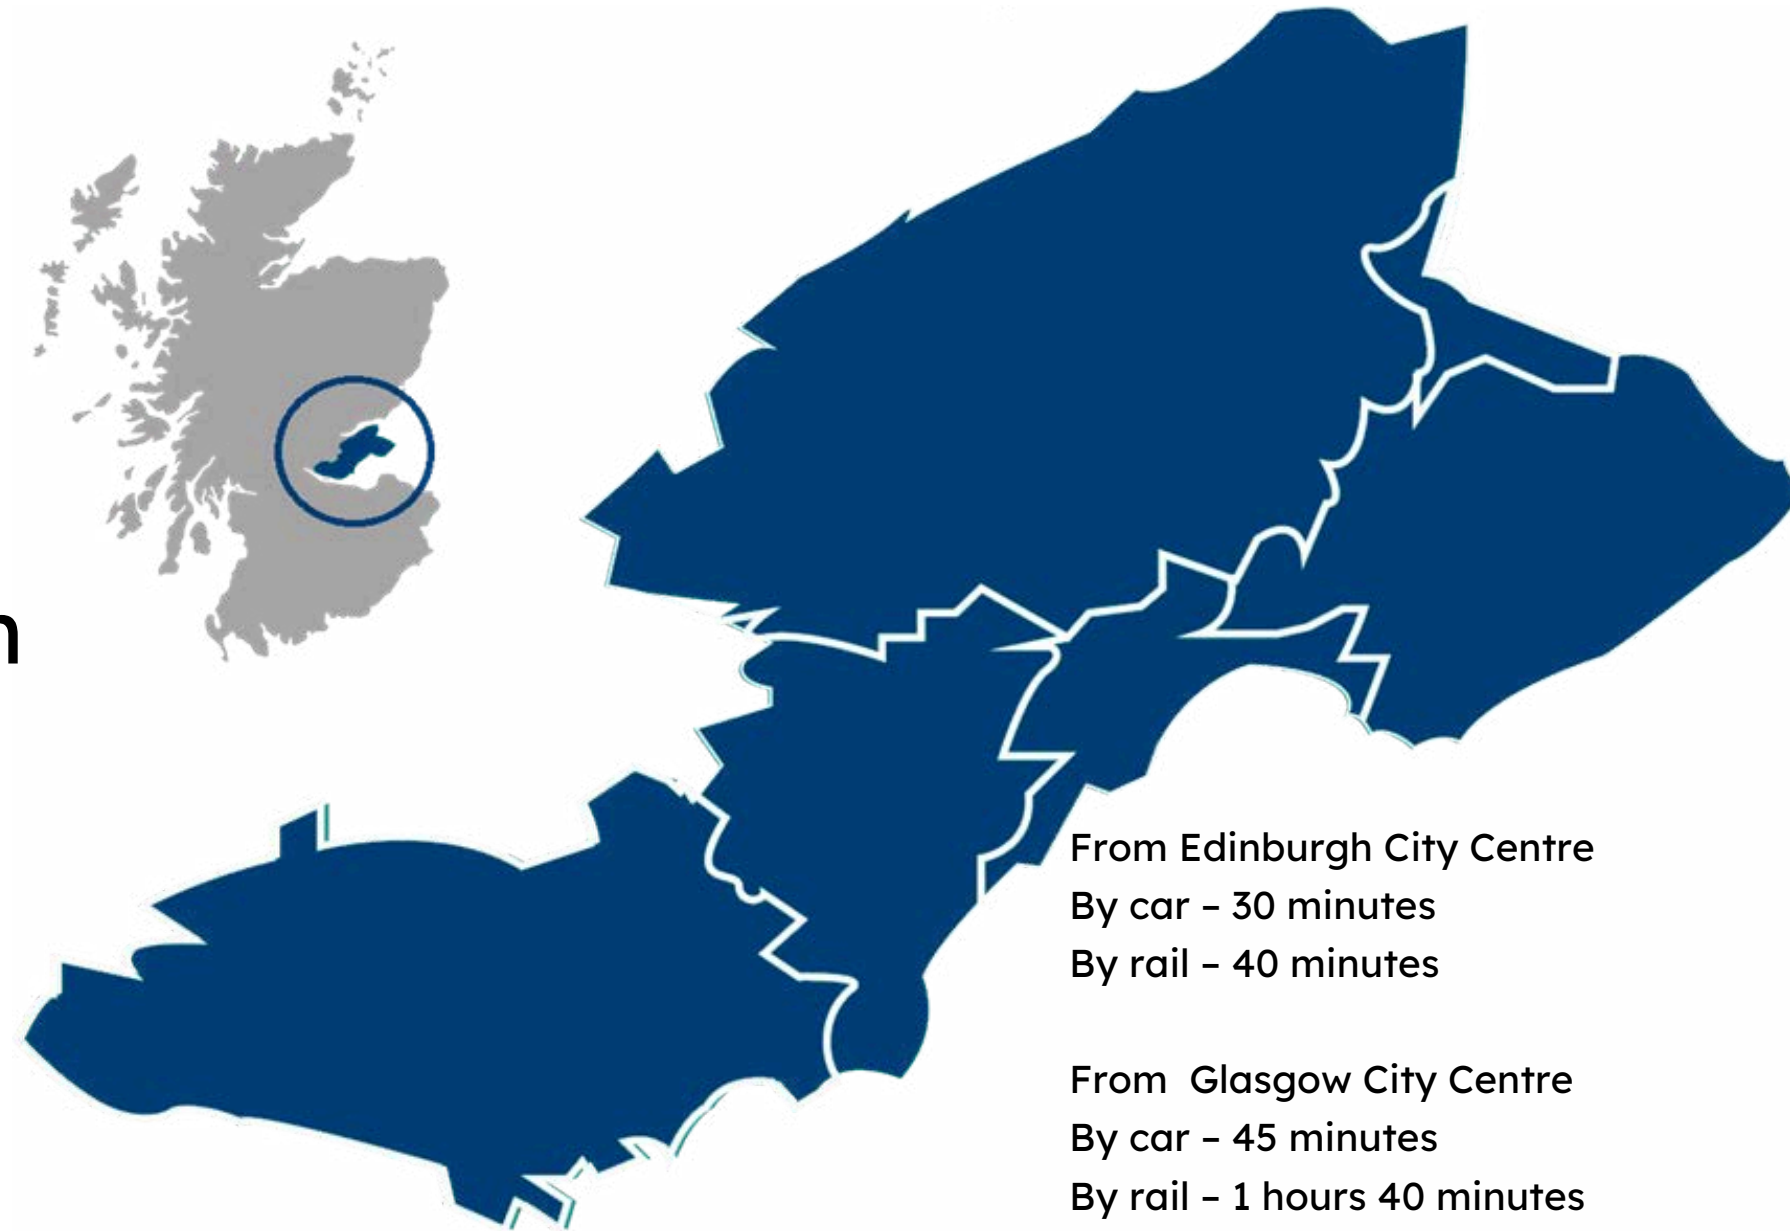 n
From Edinburgh City Centre
By car – 30 minutes
By rail – 40 minutes
From Glasgow City Centre
By car – 45 minutes
By rail – 1 hours 40 minutes